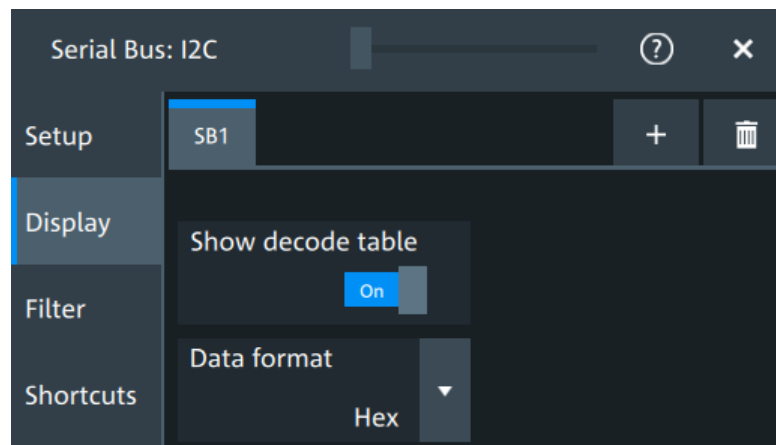 Serial Bus: I2C
?
×
Setup
SB1
+
Display
Show decode table
On
Filter
Data format
Hex
Shortcuts